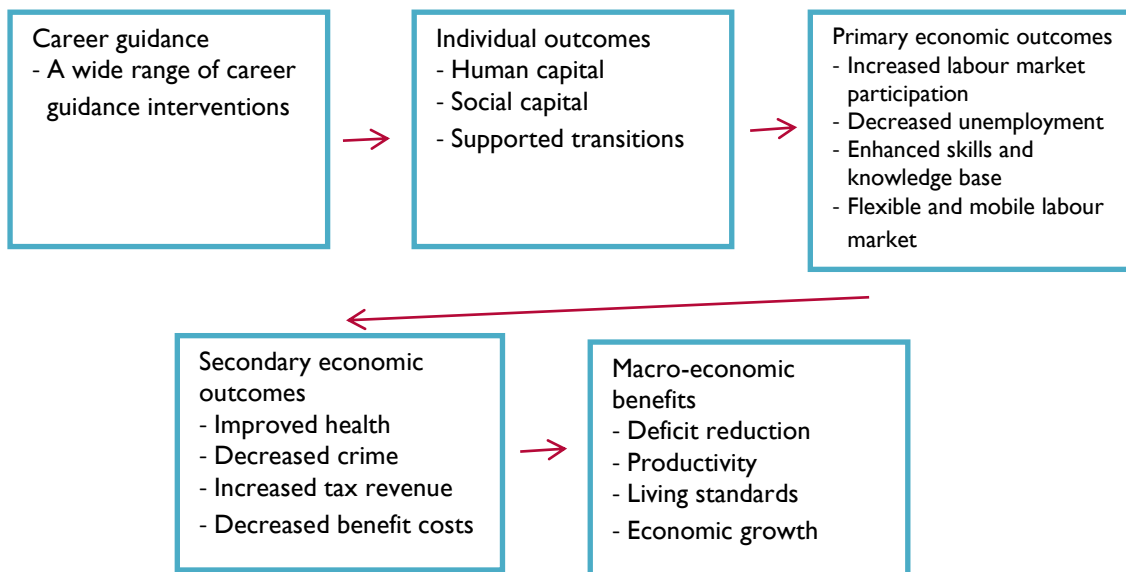 Career guidance
- A wide range of career
guidance interventions
Individual outcomes
- Human capital
- Social capital
- Supported transitions
Primary economic outcomes
- Increased labour market
participation
- Decreased unemployment
- Enhanced skills and
knowledge base
- Flexible and mobile labour
market
Secondary economic
outcomes
- Improved health
- Decreased crime
- Increased tax revenue
- Decreased benefit costs
Macro-economic
benefits
- Deficit reduction
- Productivity
- Living standards
- Economic growth